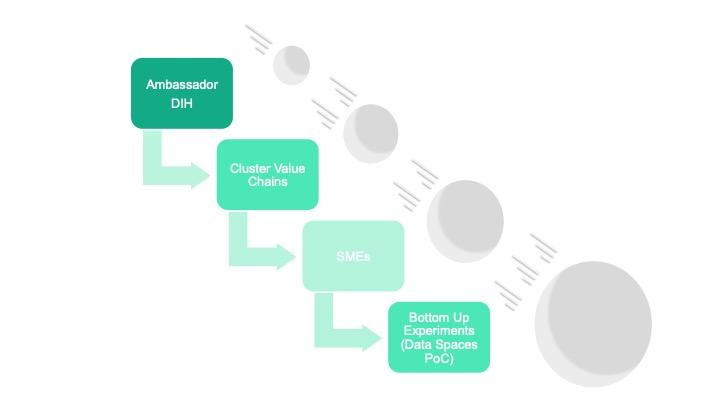 Ambassador
DIH
Cluster Value
Chains
SMEs
Bottom Up
Experiments
(Data Spaces
PoC)